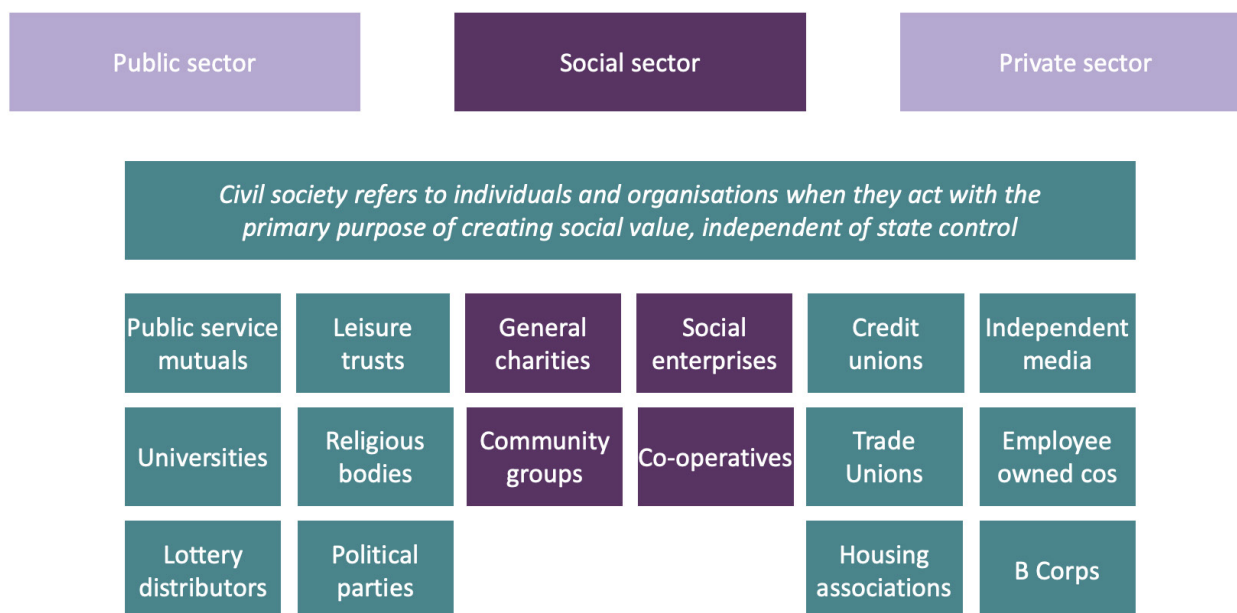 Public sector
Social sector
Private sector
Civil society refers to individuals and organisations when they act with the
primary purpose of creating social value, independent of state control
Public service
mutuals
Leisure
trusts
General
charities
Social
enterprises
Credit
unions
Independent
media
Universities
Religious
bodies
Community
groups
Co-operatives
Trade
Unions
Employee
owned cos
Lottery
distributors
Political
parties
Housing
associations
B Corps